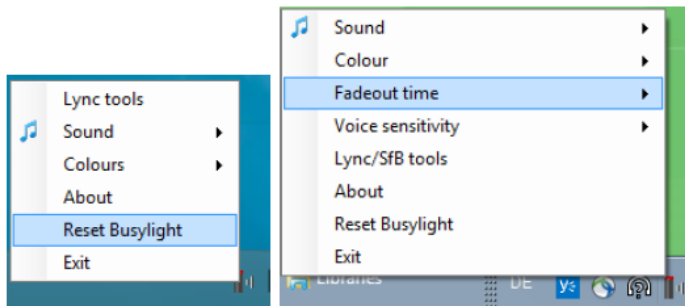 Lync tools
Sound
Colours
About
Reset Busylight
Exit
Sound
Colour
Fadeout time
Voice sensitivity
Lync/SfB tools
About
Reset Busylight
Exit
Libraries
DE